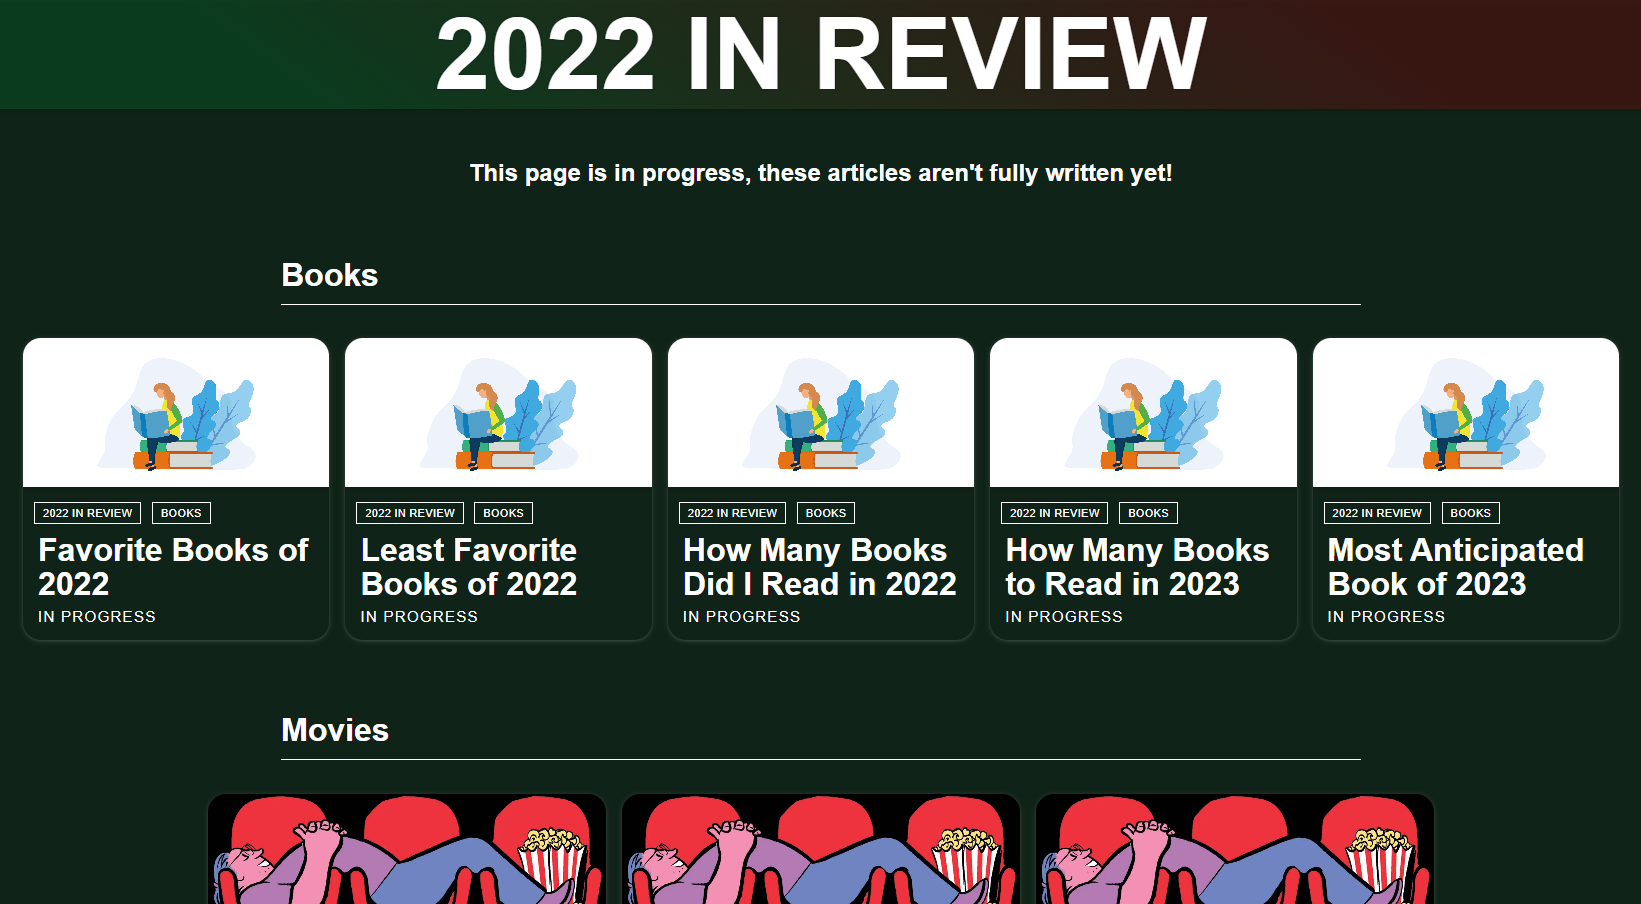 2022 IN REVIEW
This page is in progress, these articles aren't fully written yet!
Books
2022 IN REVIEW BOOKS
Favorite Books of
2022
IN PROGRESS
2022 IN REVIEW BOOKS
Least Favorite
Books of 2022
IN PROGRESS
2022 IN REVIEW BOOKS
How Many Books
Did I Read in 2022
IN PROGRESS
2022 IN REVIEW BOOKS
How Many Books
to Read in 2023
IN PROGRESS
2022 IN REVIEW BOOKS
Most Anticipated
Book of 2023
IN PROGRESS
Movies